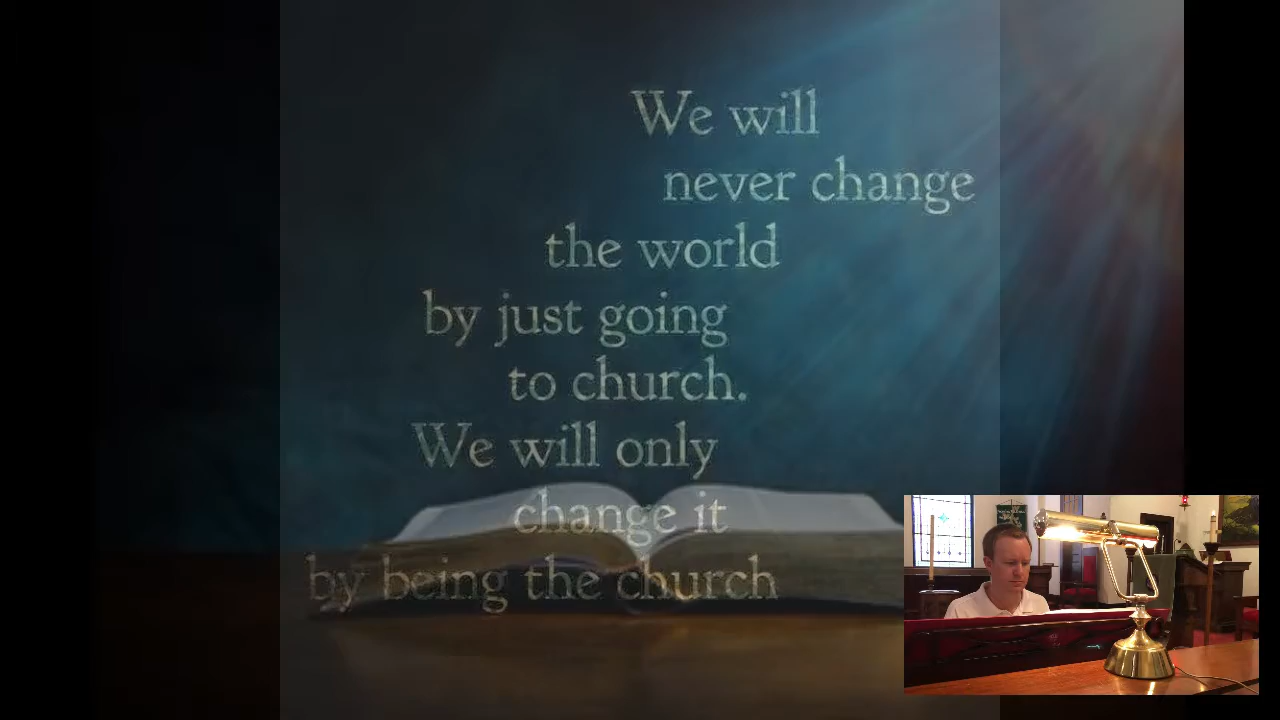 We will
never change
the world
by just going
to church.
We will only
change it
by being the church